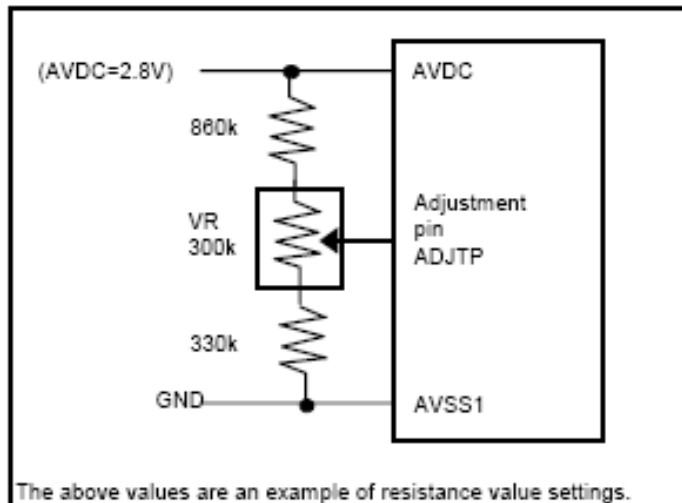 (AVDC=2.8V)
AVDC
860k
VR
300k
Adjustment
pin
ADJTP
330k
GND
AVSS1
The above values are an example of resistance value settings.